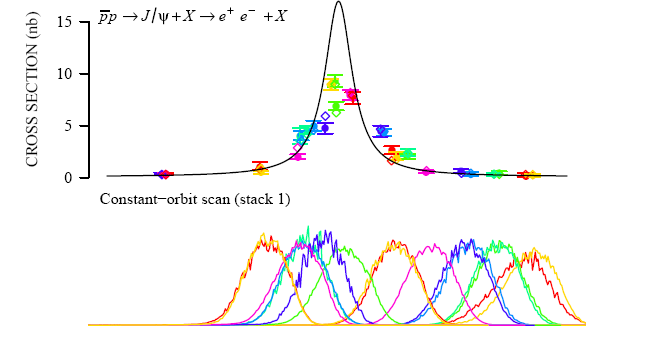 15
p̅p → J/ψ + X → e⁺ e⁻ + X
10
5
0
CROSS SECTION (nb)
Constant−orbit scan (stack 1)